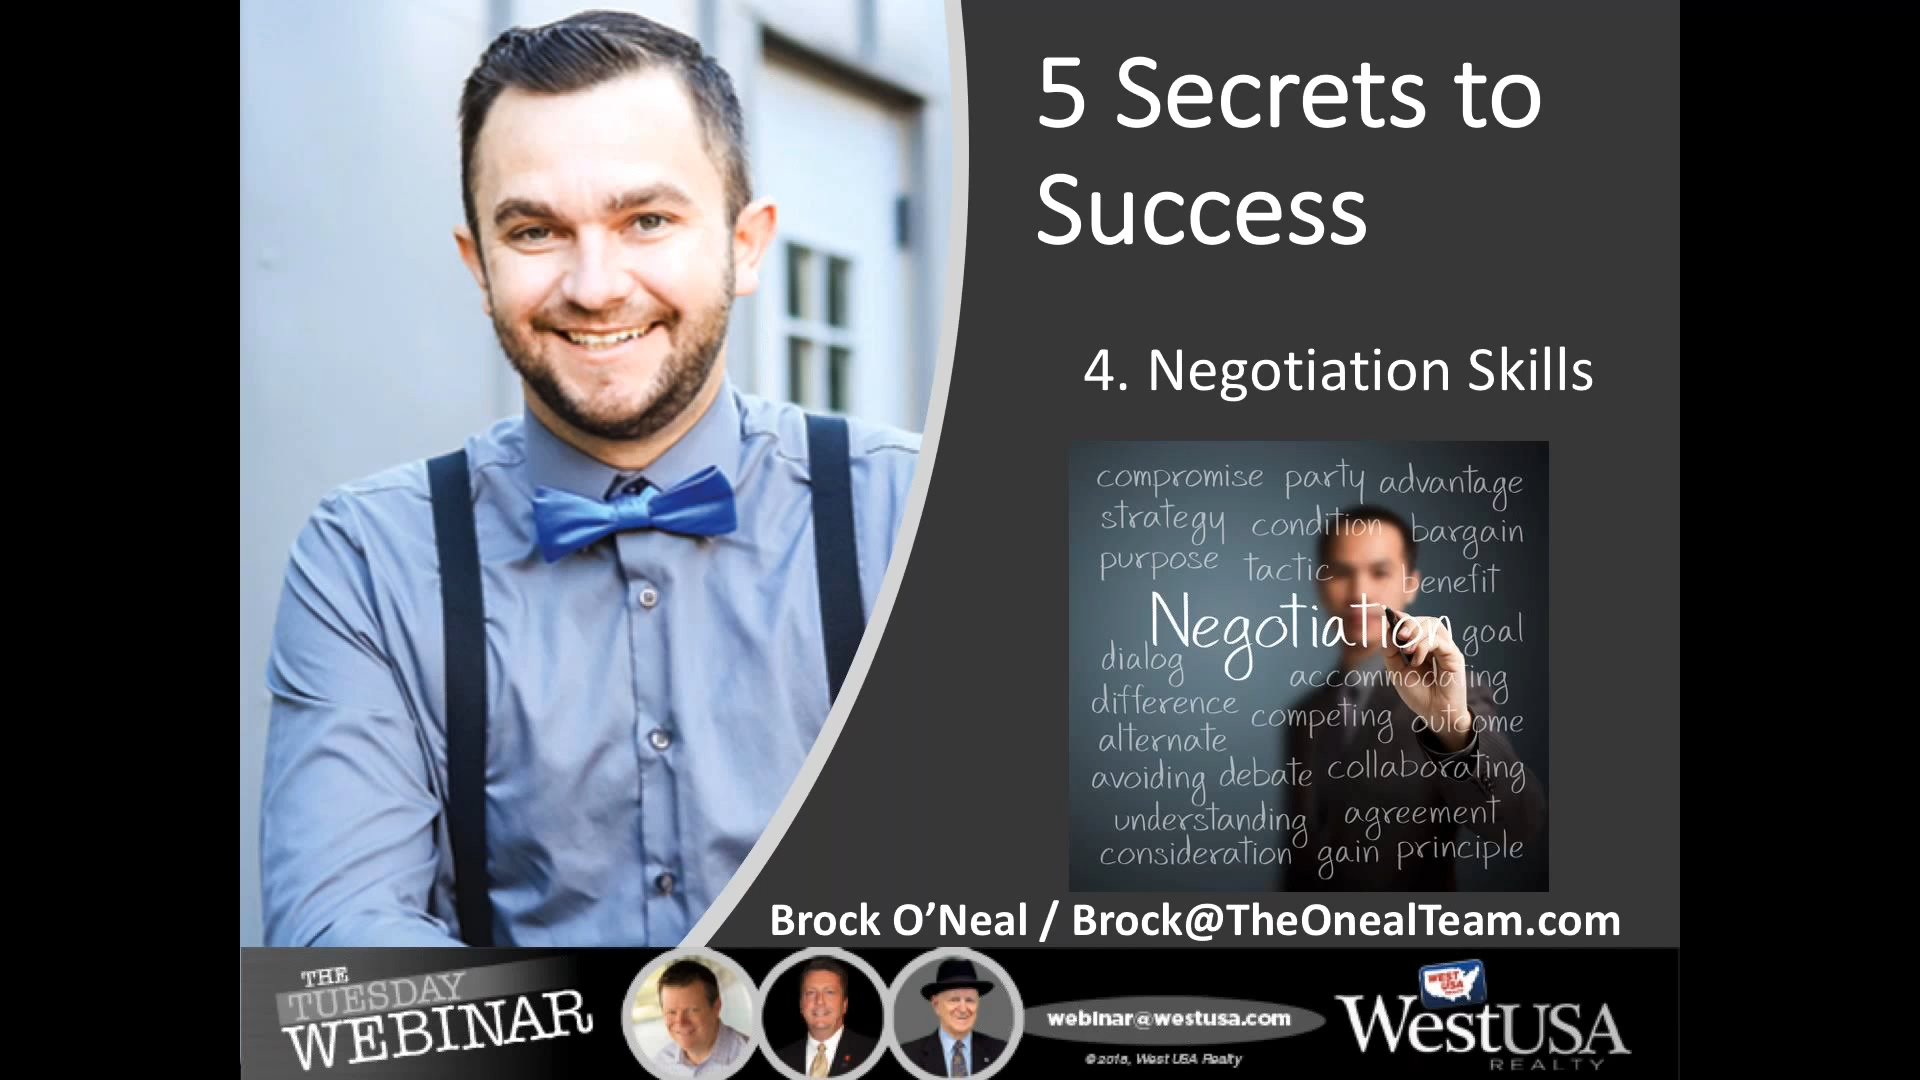 5 Secrets to
Success
4. Negotiation Skills
compromise party advantage
strategy condition bargain
purpose tactic benefit
Negotiation goal
dialog accommodating
difference competing outcome
alternate
avoiding debate collaborating
understanding agreement
consideration gain principle
Brock O’Neal / Brock@TheOnealTeam.com
THE
TUESDAY
WEBINAR
webinar@westusa.com
©2018, West USA Realty
WEST
USA
WESTUSA
REALTY